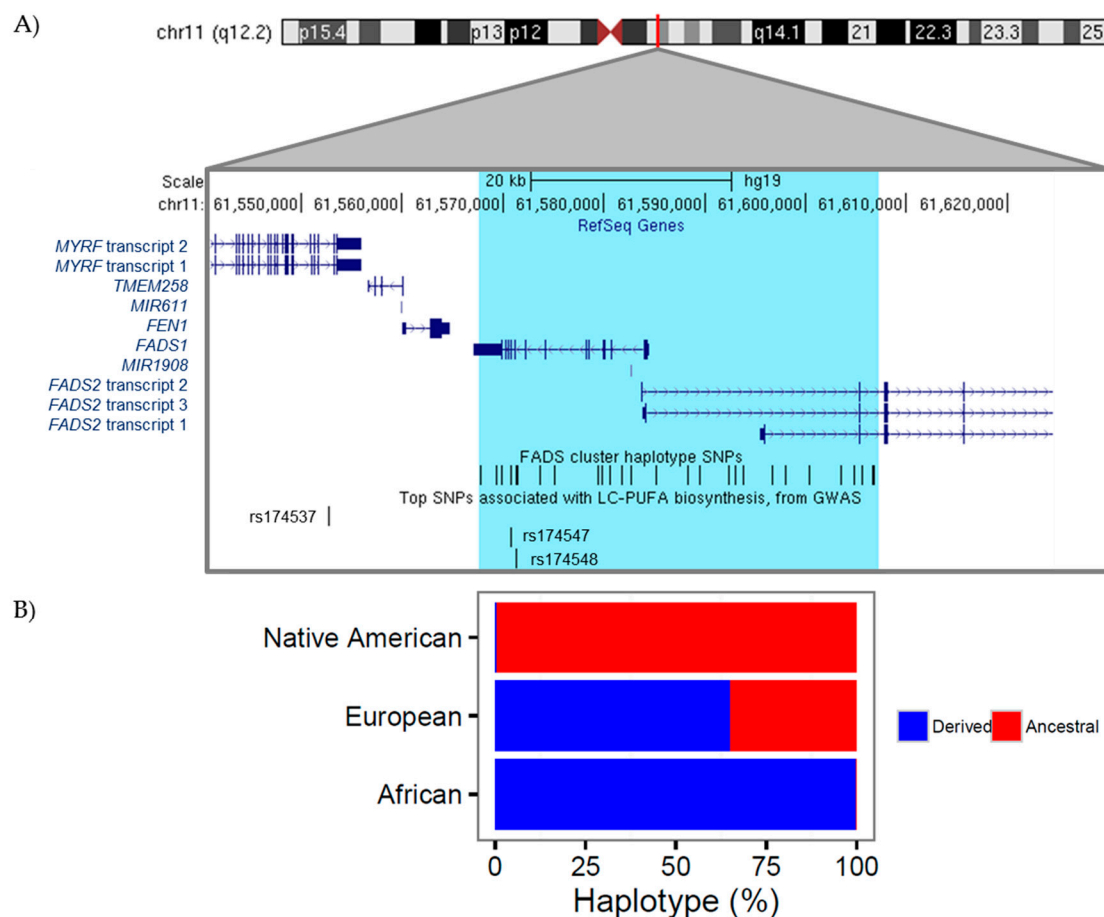 A)
chr11 (q12.2)
p15.4 p13 p12 q14.1 21 22.3 23.3 25
Scale 20 kb hg19
chr11: 61,550,000 61,560,000 61,570,000 61,580,000 61,590,000 61,600,000 61,610,000 61,620,000
RefSeq Genes
MYRF transcript 2
MYRF transcript 1
TMEM258
MIR611
FEN1
FADS1
MIR1908
FADS2 transcript 2
FADS2 transcript 3
FADS2 transcript 1
FADS cluster haplotype SNPs
Top SNPs associated with LC-PUFA biosynthesis, from GWAS
rs174537
rs174547
rs174548
B)
Native American
European
African
Derived Ancestral
0 25 50 75 100
Haplotype (%)